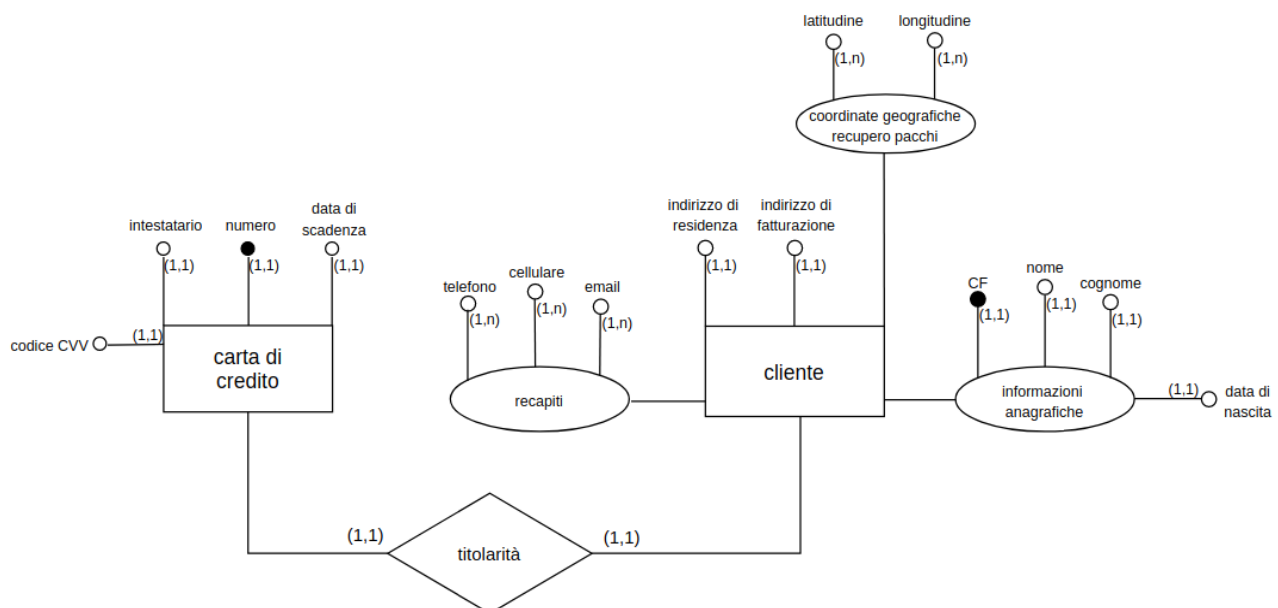 latitudine longitudine
(1,n) (1,n)
coordinate geografiche
recupero pacchi
intestatario numero data di
scadenza
(1,1) (1,1) (1,1)
codice CVV (1,1)
carta di
credito
telefono cellulare email
(1,n) (1,n) (1,n)
recapiti
indirizzo di
residenza
indirizzo di
fatturazione
(1,1) (1,1)
cliente
CF nome cognome
(1,1) (1,1) (1,1)
informazioni
anagrafiche
(1,1) data di
nascita
(1,1) titolarità (1,1)